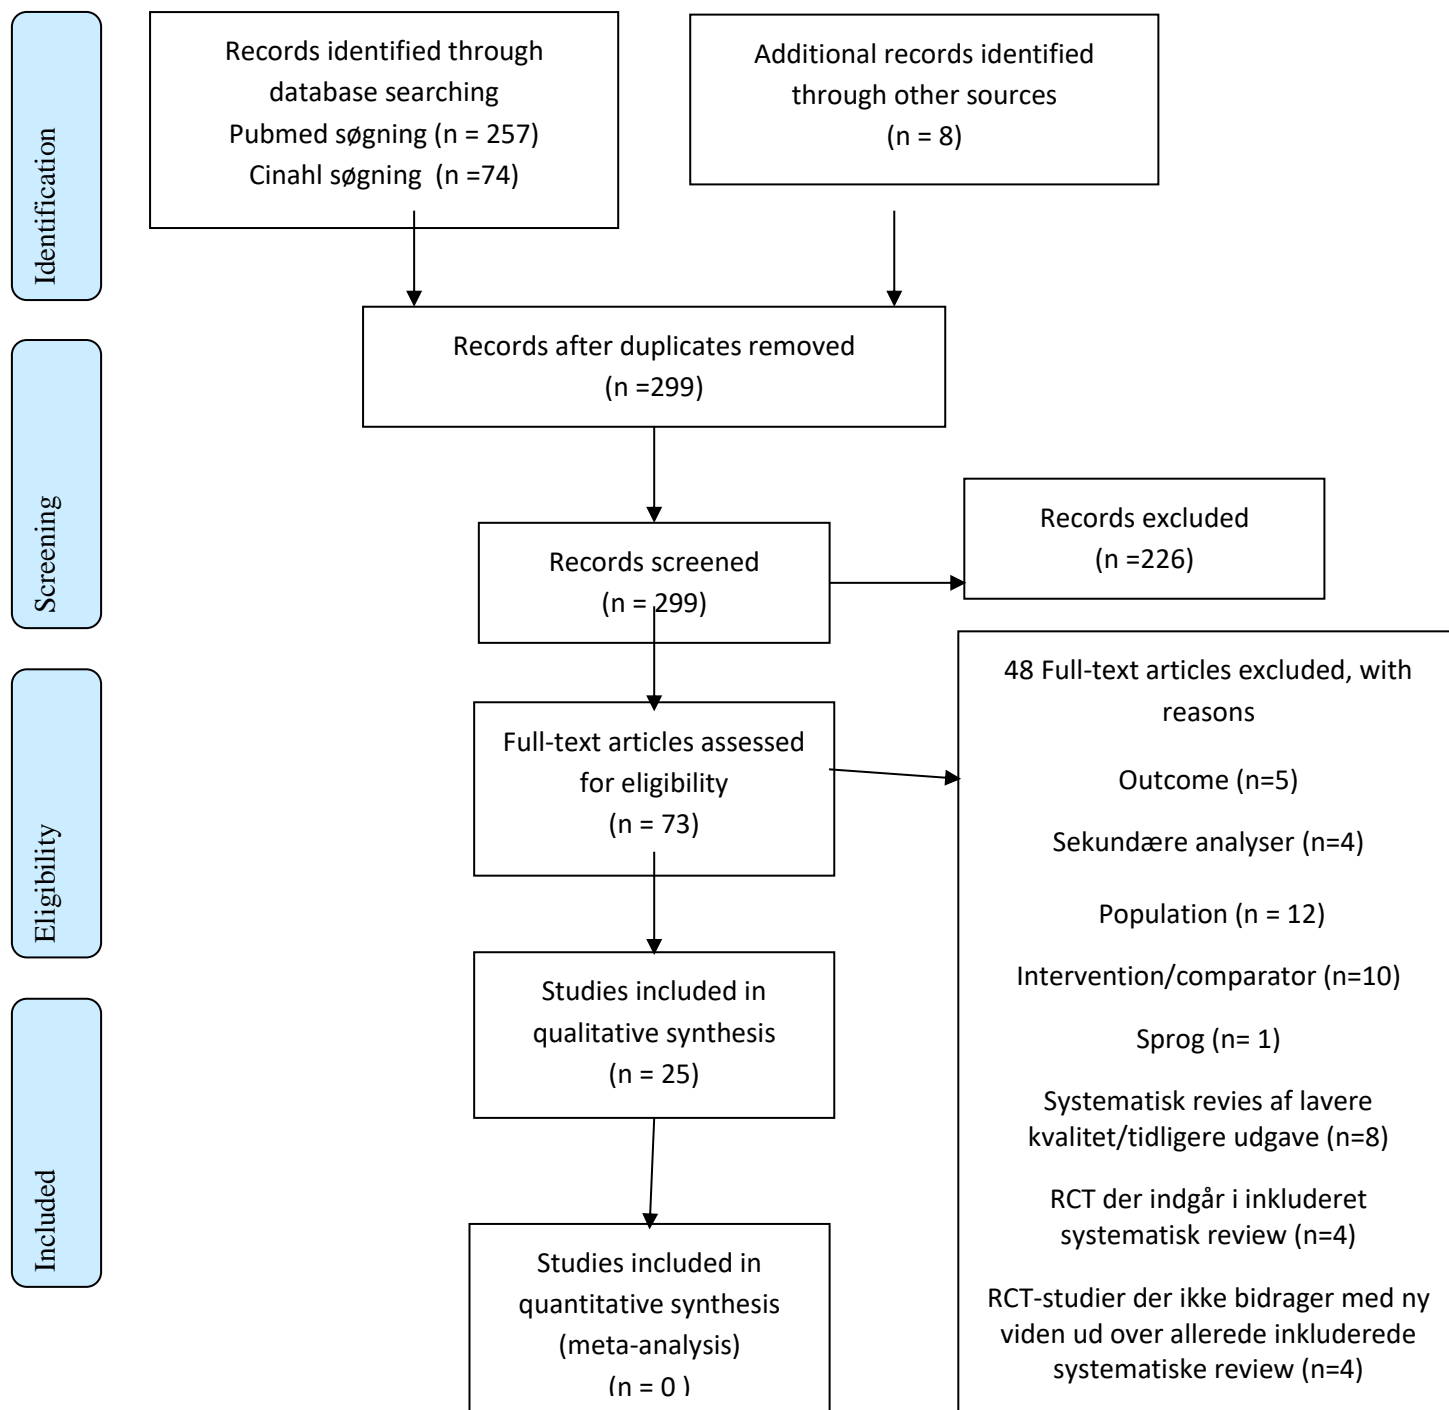 Identification
Records identified through
database searching
Pubmed søgning (n = 257)
Cinahl søgning (n =74)
Additional records identified
through other sources
(n = 8)
Records after duplicates removed
(n =299)
Screening
Records screened
(n = 299)
Records excluded
(n =226)
Eligibility
Full-text articles assessed
for eligibility
(n = 73)
48 Full-text articles excluded, with
reasons
Outcome (n=5)
Sekundære analyser (n=4)
Population (n = 12)
Intervention/comparator (n=10)
Sprog (n= 1)
Systematisk revies af lavere
kvalitet/tidligere udgave (n=8)
RCT der indgår i inkluderet
systematisk review (n=4)
RCT-studier der ikke bidrager med ny
viden ud over allerede inkluderede
systematiske review (n=4)
Included
Studies included in
qualitative synthesis
(n = 25)
Studies included in
quantitative synthesis
(meta-analysis)
(n = 0 )